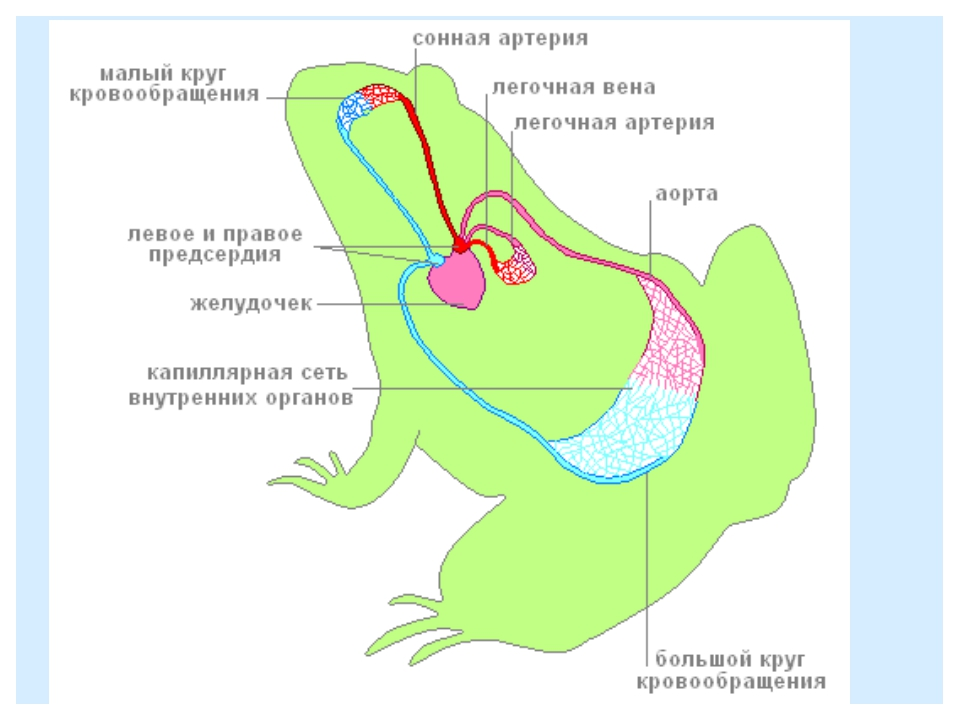 сонная артерия
малый круг
кровообращения
легочная вена
легочная артерия
аорта
левое и правое
предсердия
желудочек
капиллярная сеть
внутренних органов
большой круг
кровообращения